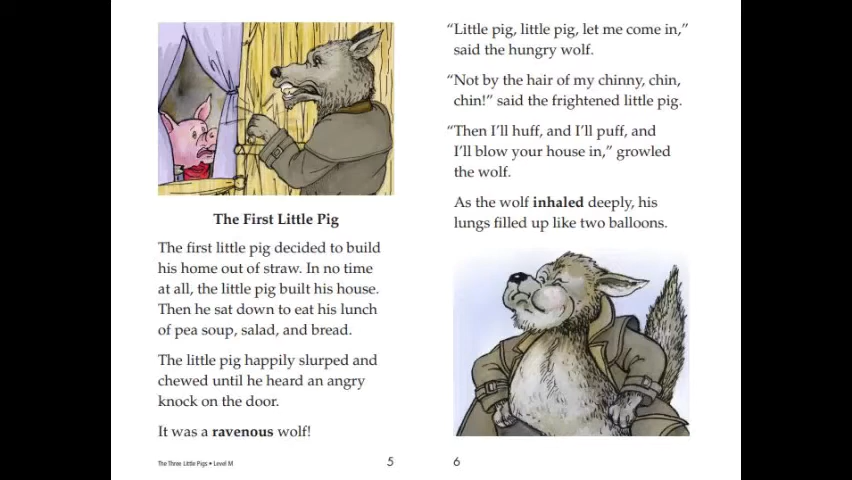 The First Little Pig
The first little pig decided to build
his home out of straw. In no time
at all, the little pig built his house.
Then he sat down to eat his lunch
of pea soup, salad, and bread.
The little pig happily slurped and
chewed until he heard an angry
knock on the door.
It was a ravenous wolf!
The Three Little Pigs • Level M
5
“Little pig, little pig, let me come in,”
said the hungry wolf.
“Not by the hair of my chinny, chin,
chin!” said the frightened little pig.
“Then I’ll huff, and I’ll puff, and
I’ll blow your house in,” growled
the wolf.
As the wolf inhaled deeply, his
lungs filled up like two balloons.
6